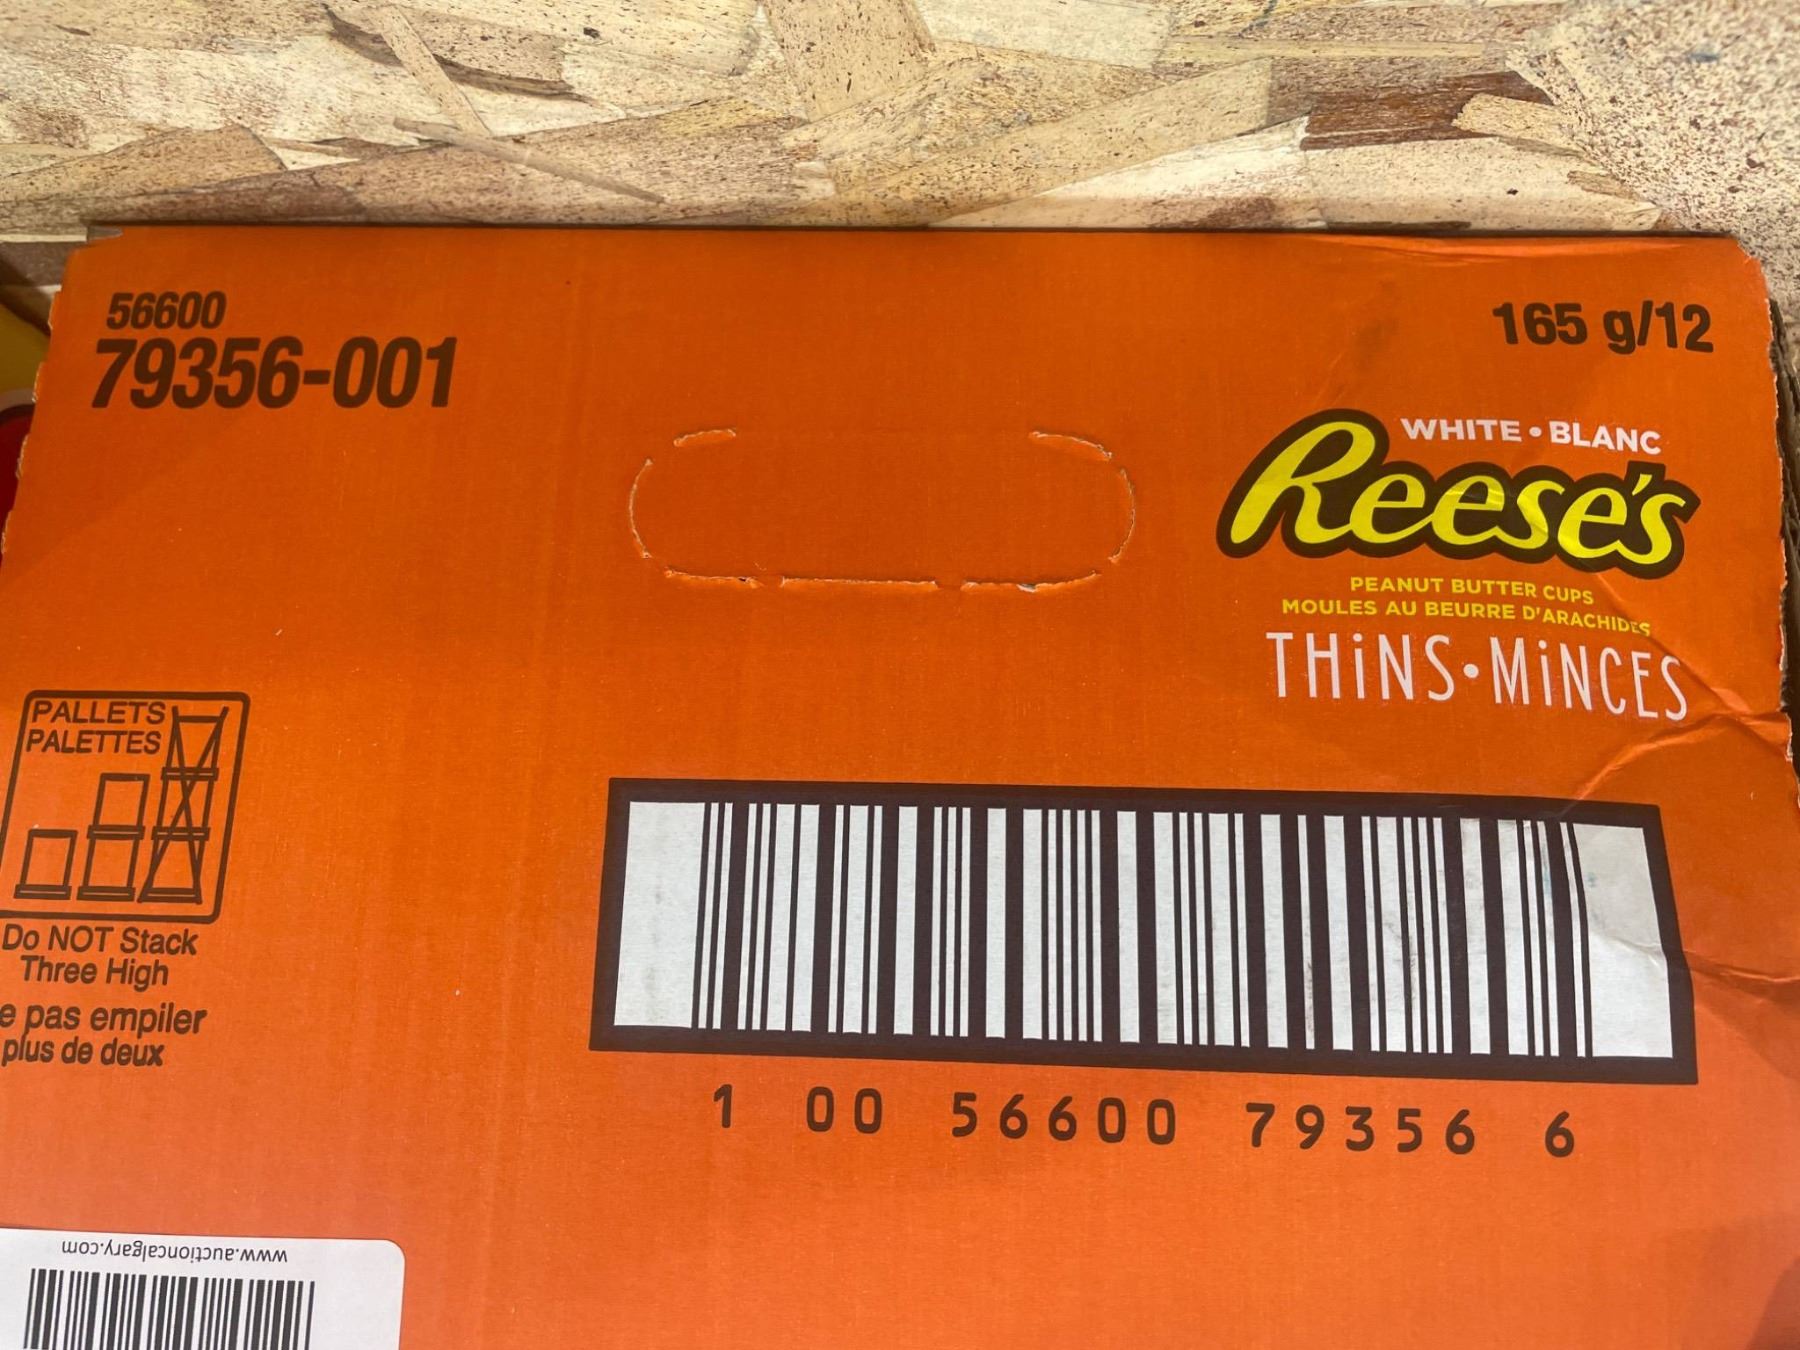 56600
79356-001
165 g/12
WHITE • BLANC
Reese's
PEANUT BUTTER CUPS
MOULES AU BEURRE D'ARACHIDES
THiNS • MiNCES
PALLETS
PALETTES
Do NOT Stack
Three High
e pas empiler
plus de deux
1 00 56600 79356 6
www.auctioncalgary.com